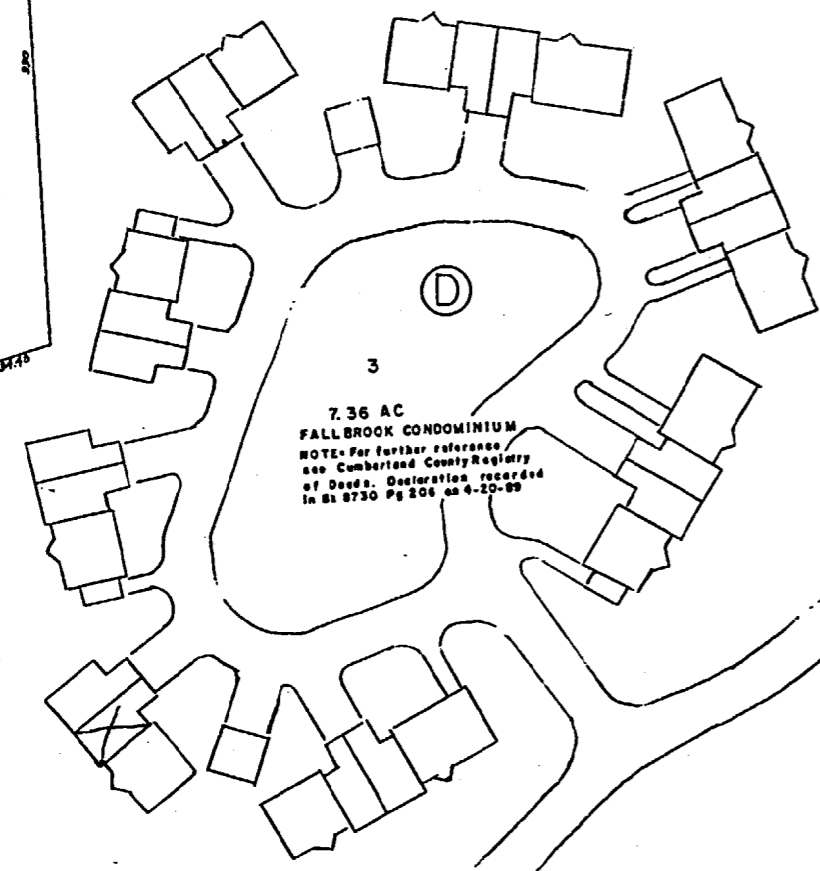 D
3
7.36 AC
FALLBROOK CONDOMINIUM
NOTE: For further reference
see Cumberland County Registry
of Deeds. Declaration recorded
in Bk 8730 Pg 206 on 4-20-89